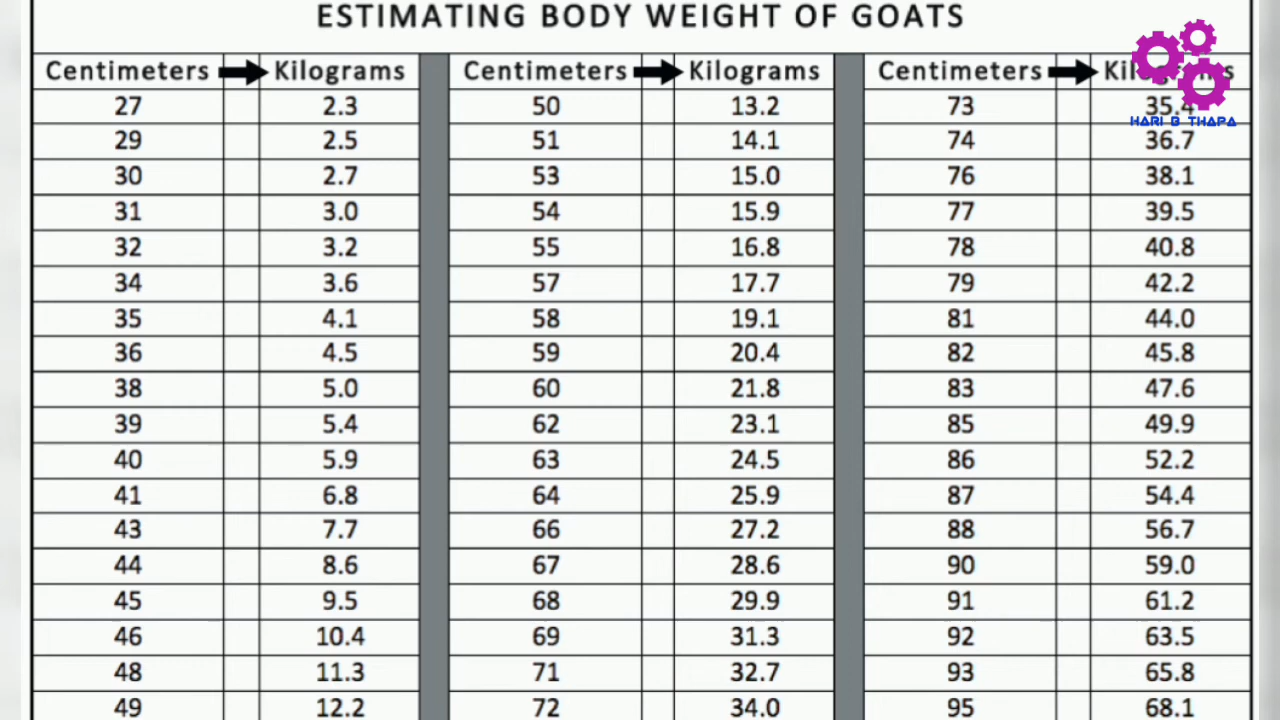 ESTIMATING BODY WEIGHT OF GOATS
Centimeters Kilograms Centimeters Kilograms Centimeters Kilograms
27 2.3 50 13.2 73 35.4
HARI B THAPA
29 2.5 51 14.1 74 36.7
30 2.7 53 15.0 76 38.1
31 3.0 54 15.9 77 39.5
32 3.2 55 16.8 78 40.8
34 3.6 57 17.7 79 42.2
35 4.1 58 19.1 81 44.0
36 4.5 59 20.4 82 45.8
38 5.0 60 21.8 83 47.6
39 5.4 62 23.1 85 49.9
40 5.9 63 24.5 86 52.2
41 6.8 64 25.9 87 54.4
43 7.7 66 27.2 88 56.7
44 8.6 67 28.6 90 59.0
45 9.5 68 29.9 91 61.2
46 10.4 69 31.3 92 63.5
48 11.3 71 32.7 93 65.8
49 12.2 72 34.0 95 68.1